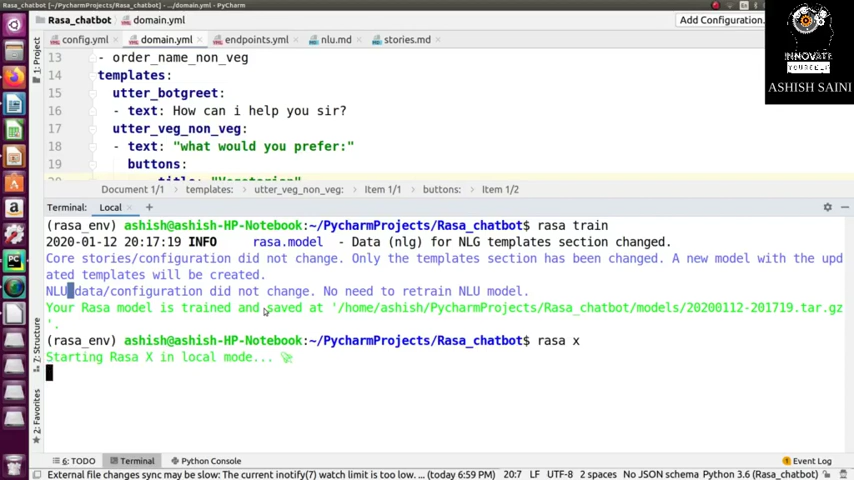 Rasa_chatbot [~/PycharmProjects/Rasa_chatbot] - .../domain.yml - PyCharm
Rasa_chatbot domain.yml Add Configuration...
config.yml domain.yml endpoints.yml nlu.md stories.md
INNOVATE
YOURSELF
ASHISH SAINI
1: Project
13 - order_name_non_veg
14 templates:
15 utter_botgreet:
16 - text: How can i help you sir?
17 utter_veg_non_veg:
18 - text: "what would you prefer:"
19 buttons:
Document 1/1 templates: utter_veg_non_veg: Item 1/1 buttons: Item 1/2
Terminal: Local +
(rasa_env) ashish@ashish-HP-Notebook:~/PycharmProjects/Rasa_chatbot$ rasa train
2020-01-12 20:17:19 INFO rasa.model - Data (nlg) for NLG templates section changed.
Core stories/configuration did not change. Only the templates section has been changed. A new model with the upd
ated templates will be created.
NLU data/configuration did not change. No need to retrain NLU model.
Your Rasa model is trained and saved at '/home/ashish/PycharmProjects/Rasa_chatbot/models/20200112-201719.tar.gz
'.
(rasa_env) ashish@ashish-HP-Notebook:~/PycharmProjects/Rasa_chatbot$ rasa x
Starting Rasa X in local mode...
7: Structure
2: Favorites
6: TODO Terminal Python Console Event Log
External file changes sync may be slow: The current inotify(7) watch limit is too low.... (today 6:59 PM) 20:7 LF UTF-8 2 spaces No JSON schema Python 3.6 (Rasa_chatbot)